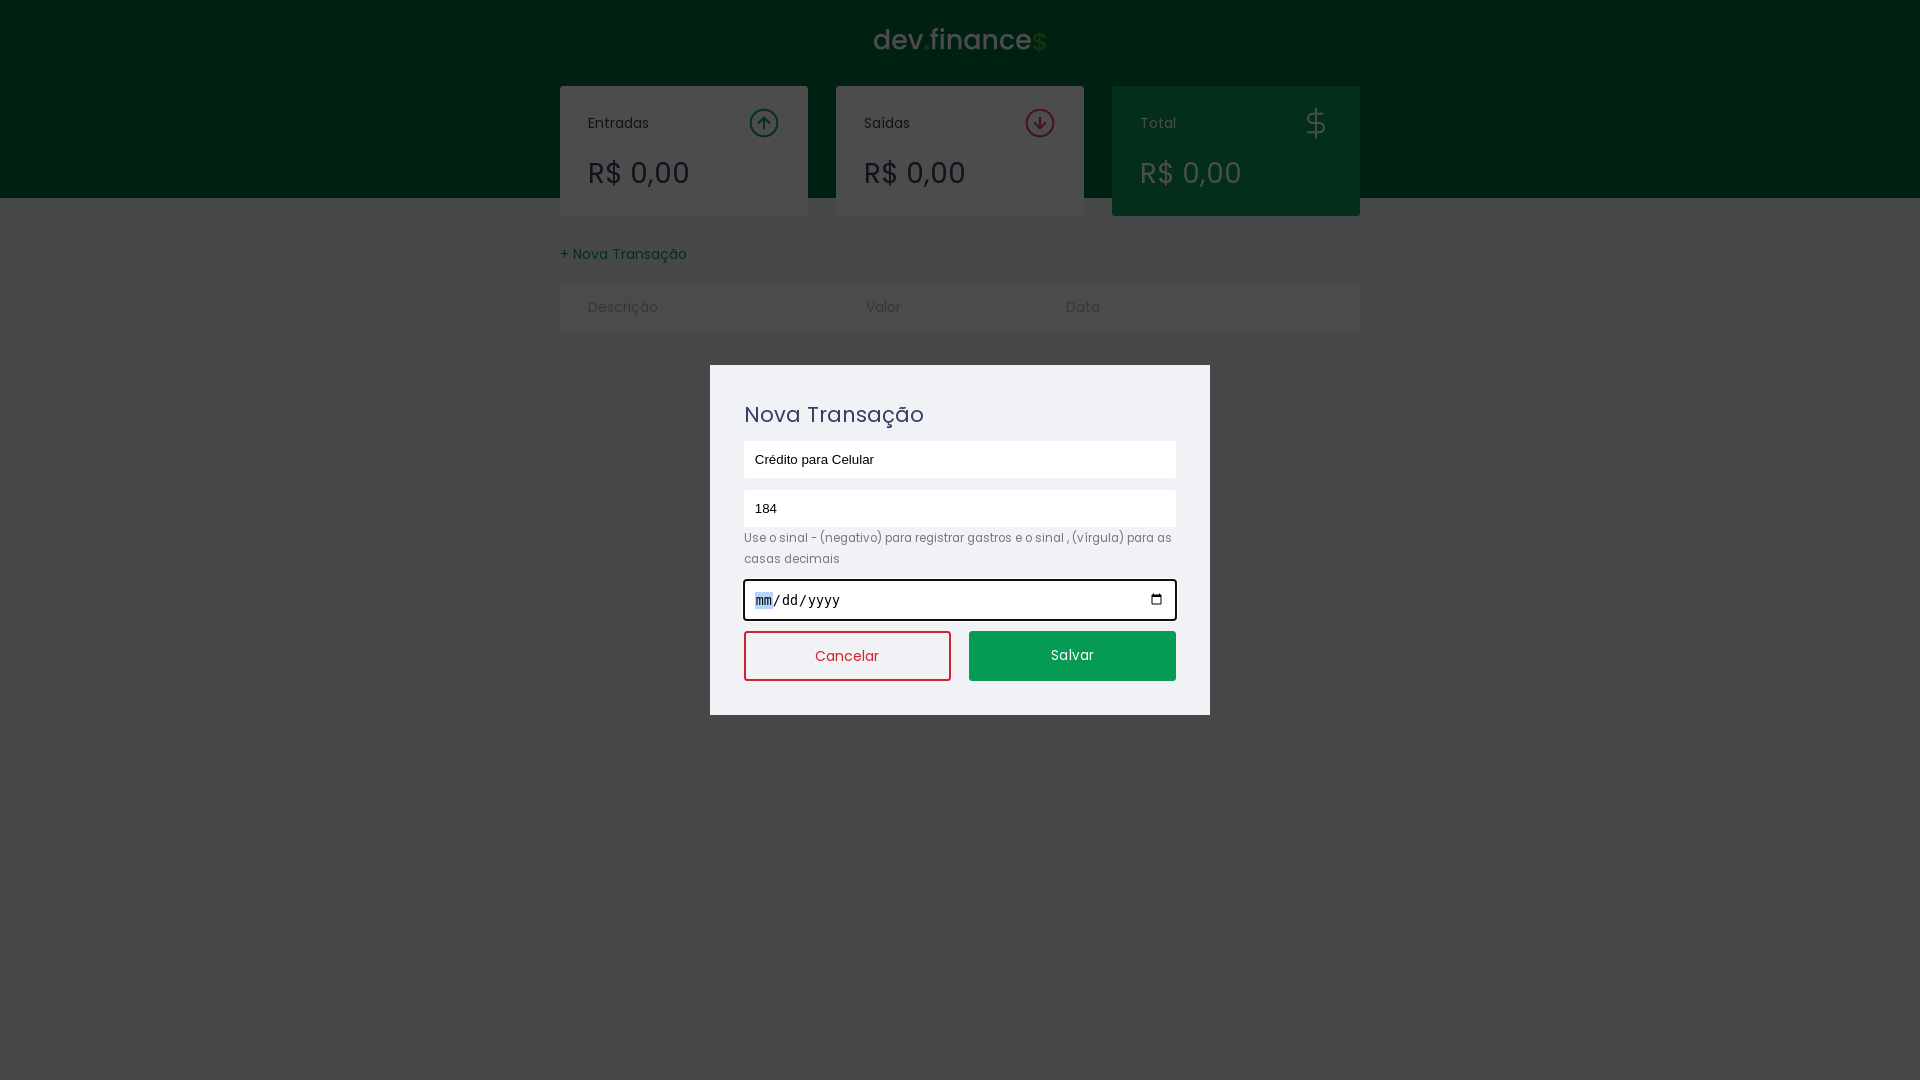 dev.finance$
Entradas
R$ 0,00
Saídas
R$ 0,00
Total
R$ 0,00
+ Nova Transação
Descrição Valor Data
Nova Transação
Crédito para Celular
184
Use o sinal - (negativo) para registrar gastros e o sinal , (vírgula) para as
casas decimais
mm/dd/yyyy
Cancelar Salvar